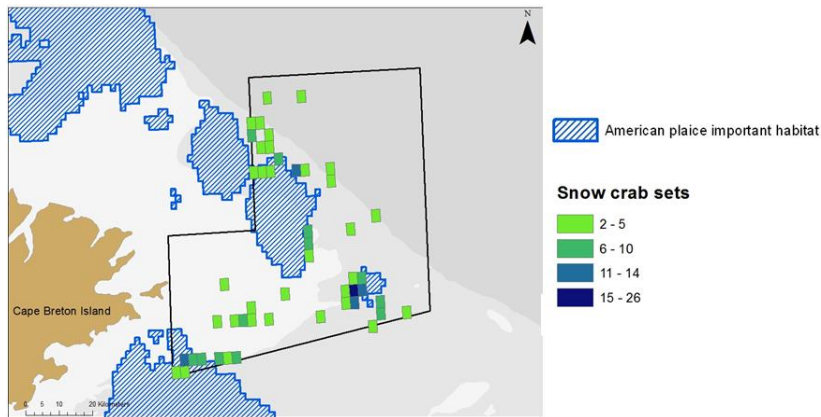 N
American plaice important habitat
Snow crab sets
2 - 5
6 - 10
11 - 14
15 - 26
Cape Breton Island
0 5 10 20 Kilometers